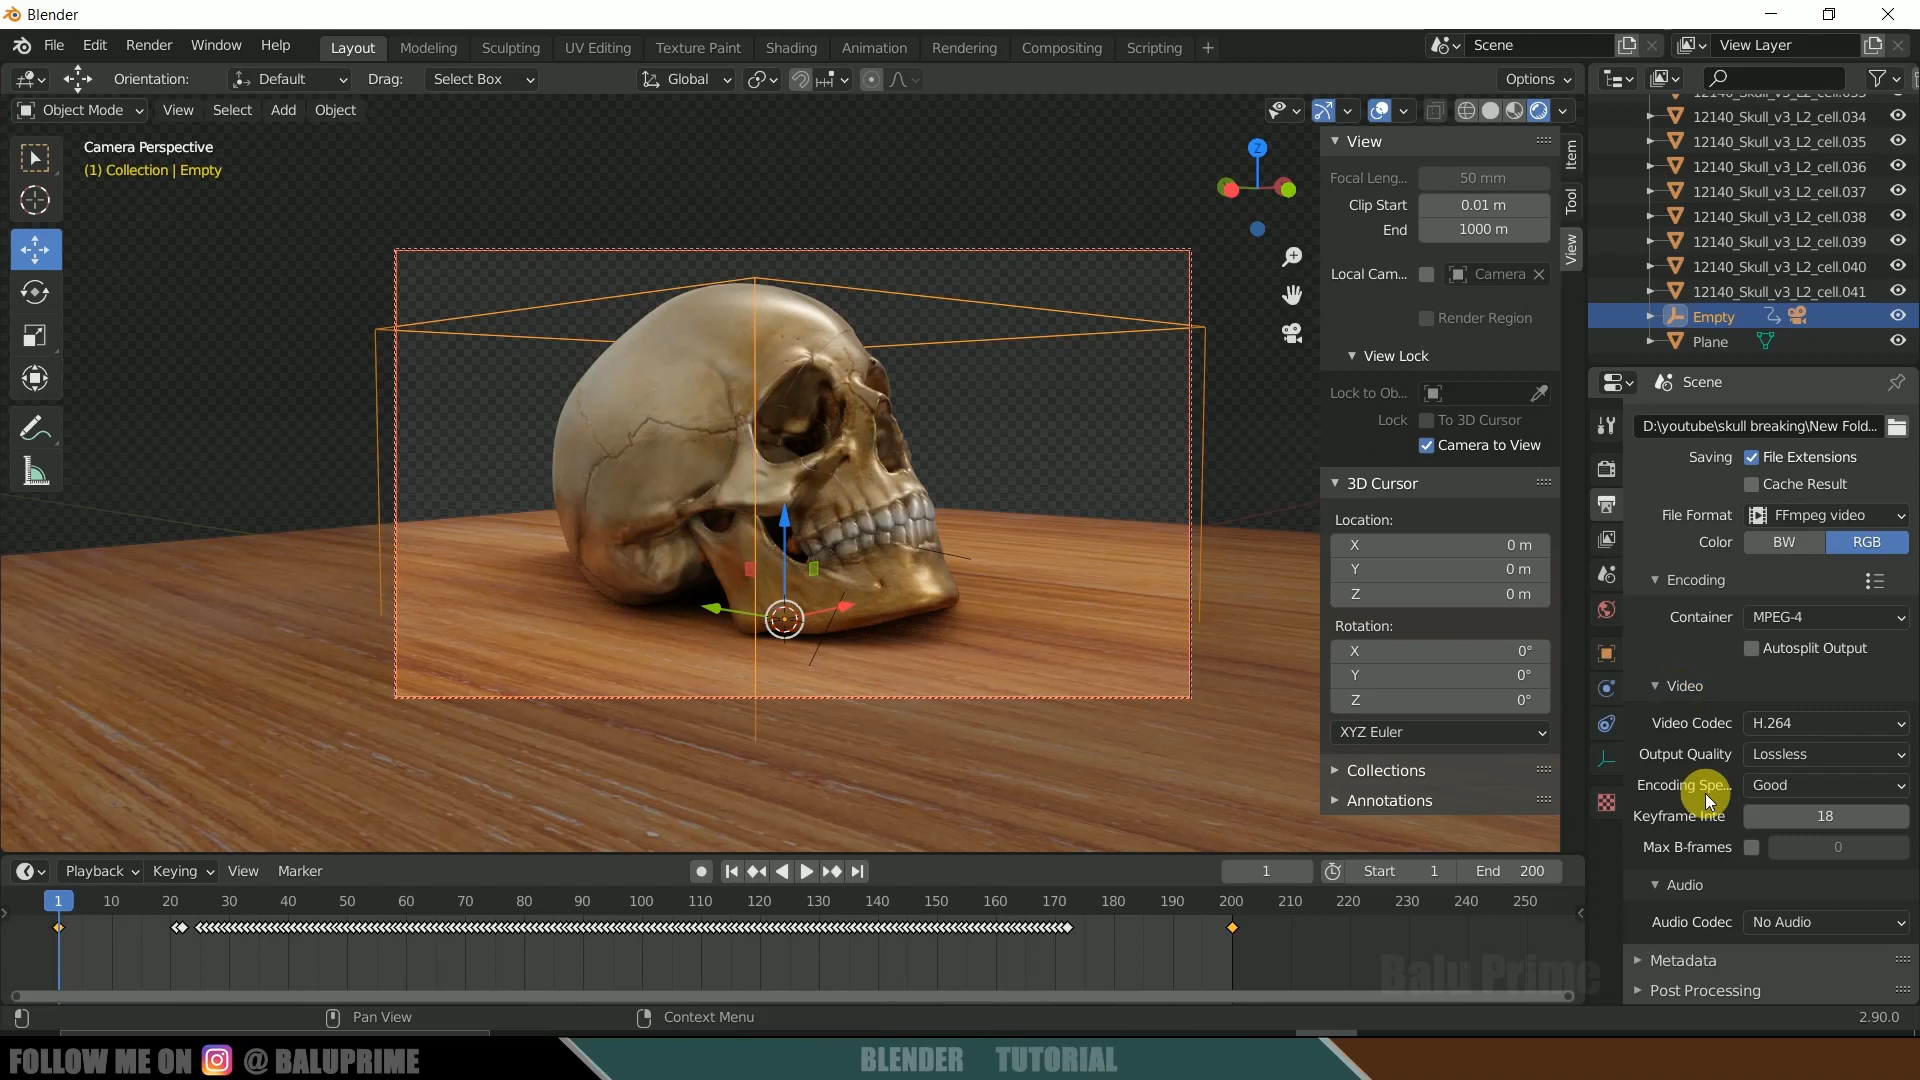 Blender
File Edit Render Window Help Layout Modeling Sculpting UV Editing Texture Paint Shading Animation Rendering Compositing Scripting + Scene View Layer
Orientation: Default Drag: Select Box Global Options
Object Mode View Select Add Object
Camera Perspective
(1) Collection | Empty
Z
View
Focal Leng... 50 mm
Clip Start 0.01 m
End 1000 m
Local Cam... Camera
Render Region
View Lock
Lock to Ob...
Lock To 3D Cursor
Camera to View
3D Cursor
Location:
X 0 m
Y 0 m
Z 0 m
Rotation:
X 0°
Y 0°
Z 0°
XYZ Euler
Collections
Annotations
Item
Tool
View
12140_Skull_v3_L2_cell.034
12140_Skull_v3_L2_cell.035
12140_Skull_v3_L2_cell.036
12140_Skull_v3_L2_cell.037
12140_Skull_v3_L2_cell.038
12140_Skull_v3_L2_cell.039
12140_Skull_v3_L2_cell.040
12140_Skull_v3_L2_cell.041
Empty
Plane
Scene
D:\youtube\skull breaking\New Fold...
Saving File Extensions
Cache Result
File Format FFmpeg video
Color BW RGB
Encoding
Container MPEG-4
Autosplit Output
Video
Video Codec H.264
Output Quality Lossless
Encoding Spe... Good
Keyframe Inte 18
Max B-frames 0
Audio
Audio Codec No Audio
Metadata
Post Processing
Playback Keying View Marker 1 Start 1 End 200
1 10 20 30 40 50 60 70 80 90 100 110 120 130 140 150 160 170 180 190 200 210 220 230 240 250
Balu Prime
Pan View Context Menu 2.90.0
FOLLOW ME ON @ BALUPRIME BLENDER TUTORIAL